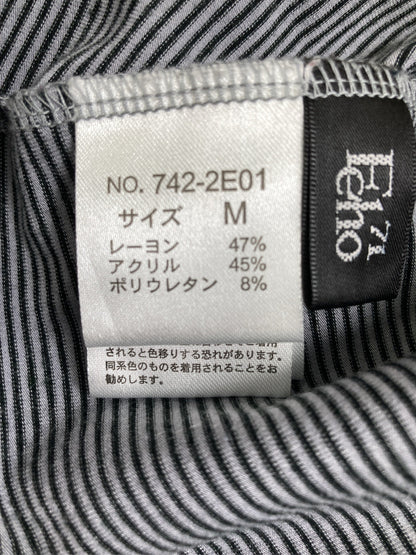 NO. 742-2E01
サイズ M
レーヨン 47%
アクリル 45%
ポリウレタン 8%
されると色移りする恐れがあります。
同系色のものを着用されることをお
勧めします。